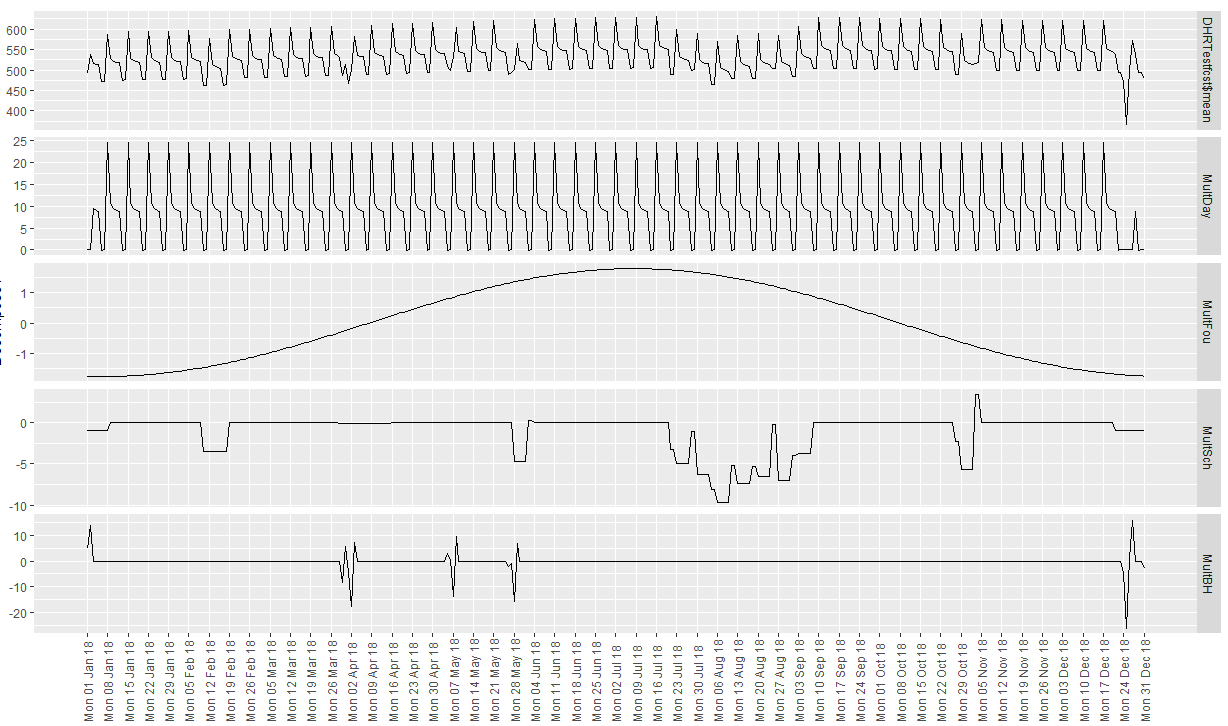 DHRTestfcst$mean
600
550
500
450
400
MultDay
25
20
15
10
5
0
MultFou
1
0
-1
MultSch
0
-5
-10
MultBH
10
0
-10
-20
Mon 01 Jan 18
Mon 08 Jan 18
Mon 15 Jan 18
Mon 22 Jan 18
Mon 29 Jan 18
Mon 05 Feb 18
Mon 12 Feb 18
Mon 19 Feb 18
Mon 26 Feb 18
Mon 05 Mar 18
Mon 12 Mar 18
Mon 19 Mar 18
Mon 26 Mar 18
Mon 02 Apr 18
Mon 09 Apr 18
Mon 16 Apr 18
Mon 23 Apr 18
Mon 30 Apr 18
Mon 07 May 18
Mon 14 May 18
Mon 21 May 18
Mon 28 May 18
Mon 04 Jun 18
Mon 11 Jun 18
Mon 18 Jun 18
Mon 25 Jun 18
Mon 02 Jul 18
Mon 09 Jul 18
Mon 16 Jul 18
Mon 23 Jul 18
Mon 30 Jul 18
Mon 06 Aug 18
Mon 13 Aug 18
Mon 20 Aug 18
Mon 27 Aug 18
Mon 03 Sep 18
Mon 10 Sep 18
Mon 17 Sep 18
Mon 24 Sep 18
Mon 01 Oct 18
Mon 08 Oct 18
Mon 15 Oct 18
Mon 22 Oct 18
Mon 29 Oct 18
Mon 05 Nov 18
Mon 12 Nov 18
Mon 19 Nov 18
Mon 26 Nov 18
Mon 03 Dec 18
Mon 10 Dec 18
Mon 17 Dec 18
Mon 24 Dec 18
Mon 31 Dec 18